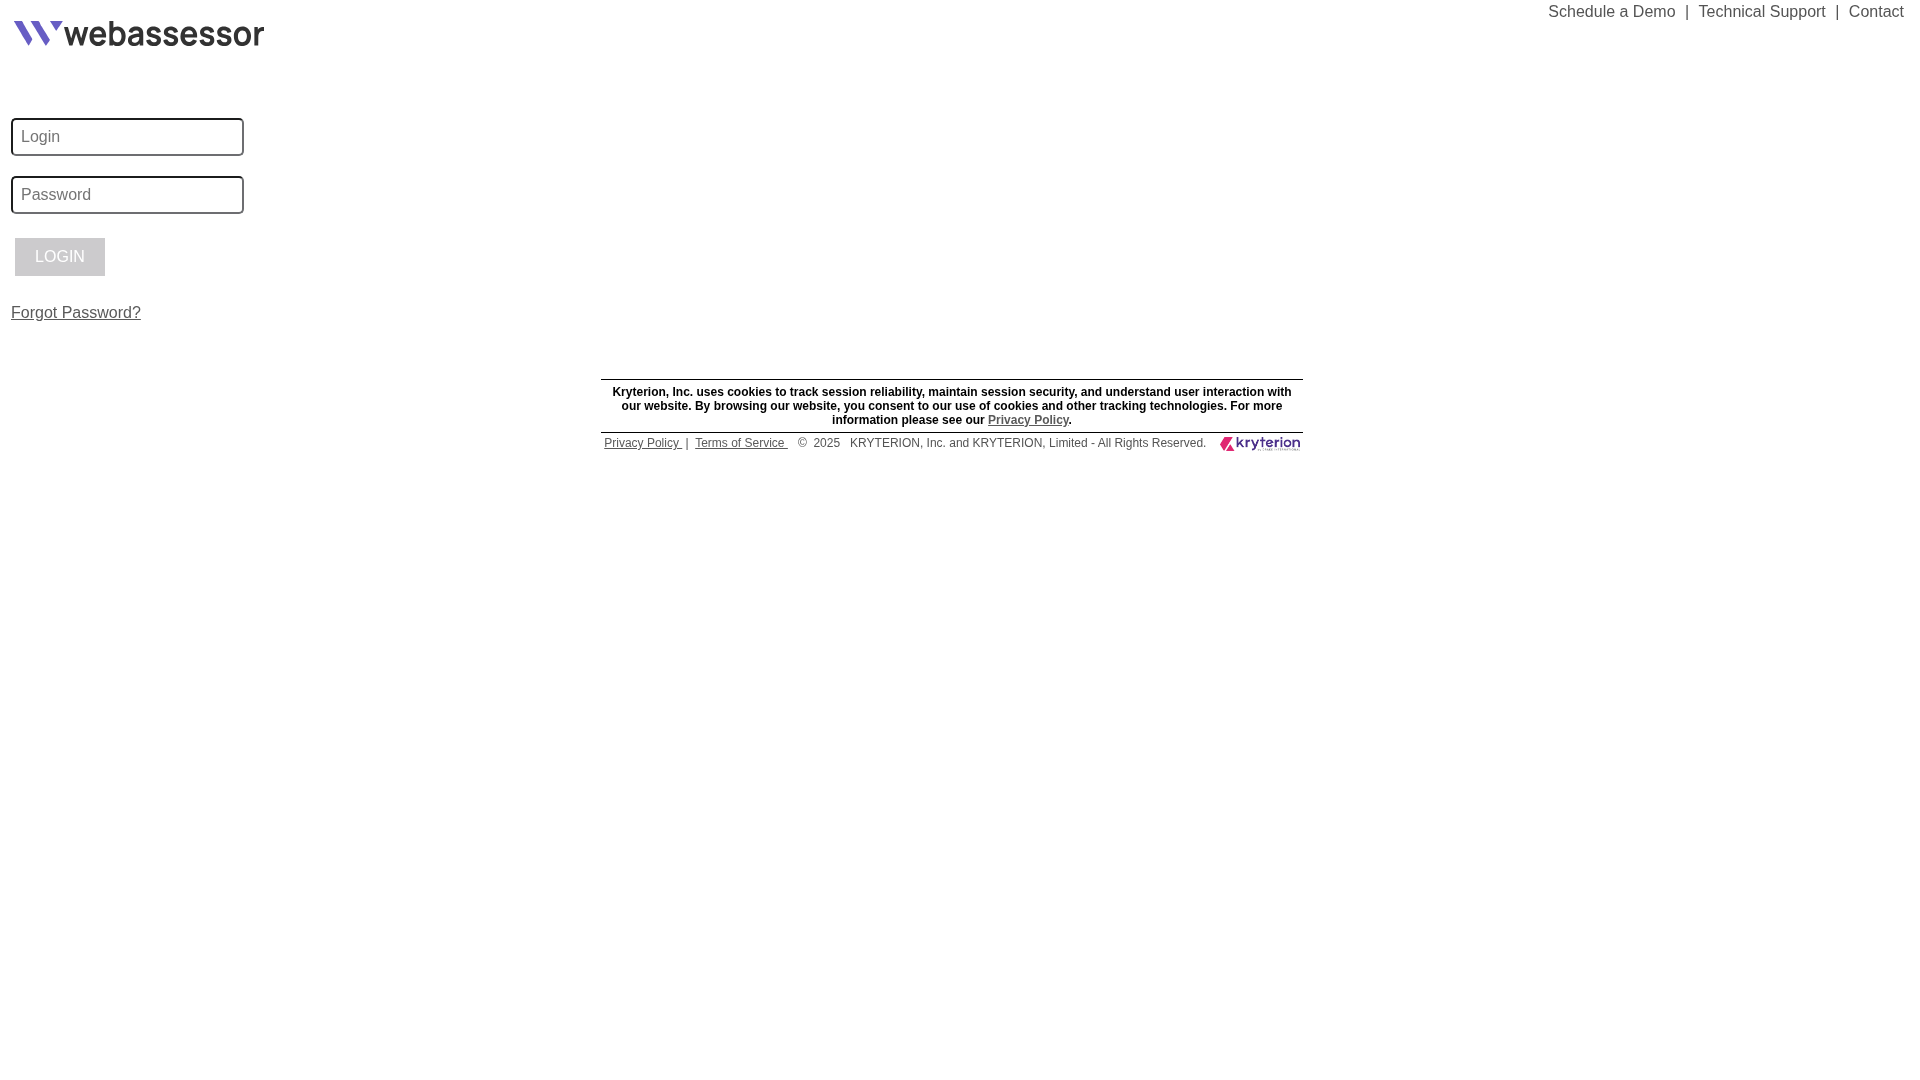 Schedule a Demo | Technical Support | Contact
webassessor
Login
Password
LOGIN
Forgot Password?
Kryterion, Inc. uses cookies to track session reliability, maintain session security, and understand user interaction with
our website. By browsing our website, you consent to our use of cookies and other tracking technologies. For more
information please see our Privacy Policy.
Privacy Policy | Terms of Service © 2025 KRYTERION, Inc. and KRYTERION, Limited - All Rights Reserved. kryterion